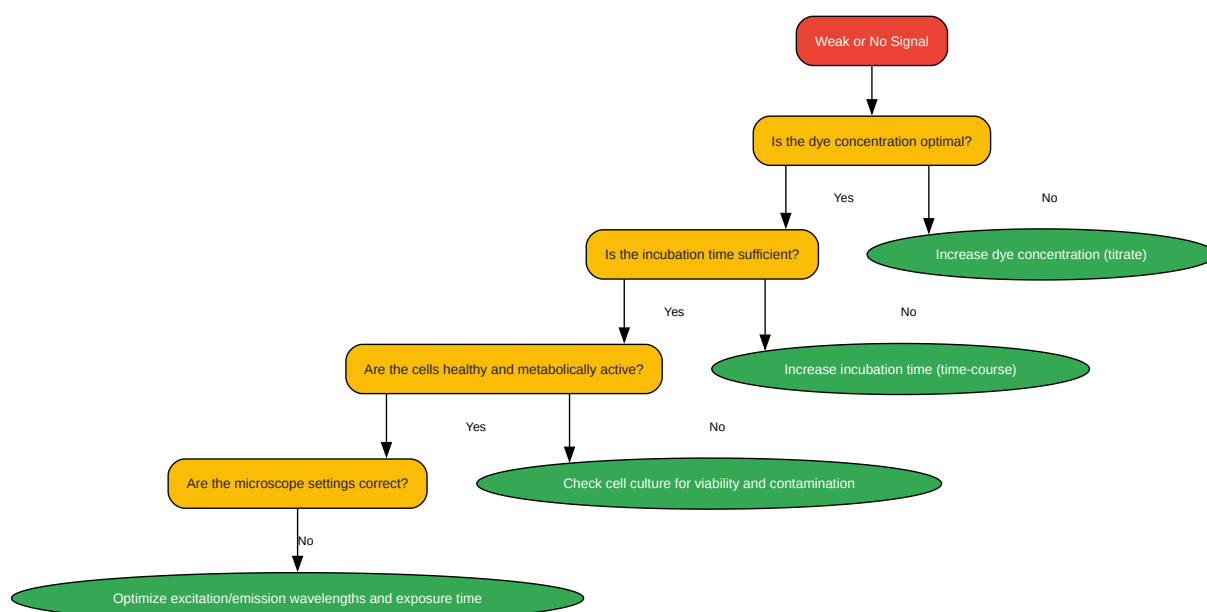 Weak or No Signal
Is the dye concentration optimal?
Yes
No
Is the incubation time sufficient?
Increase dye concentration (titrate)
Yes
No
Are the cells healthy and metabolically active?
Increase incubation time (time-course)
Yes
No
Are the microscope settings correct?
Check cell culture for viability and contamination
No
Optimize excitation/emission wavelengths and exposure time